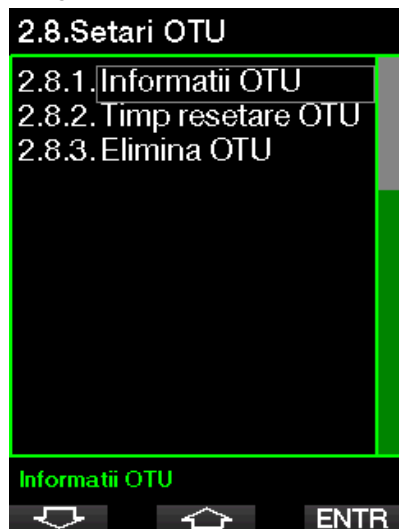 2.8.Setari OTU
2.8.1.Informatii OTU
2.8.2.Timp resetare OTU
2.8.3.Elimina OTU
Informatii OTU
ENTR